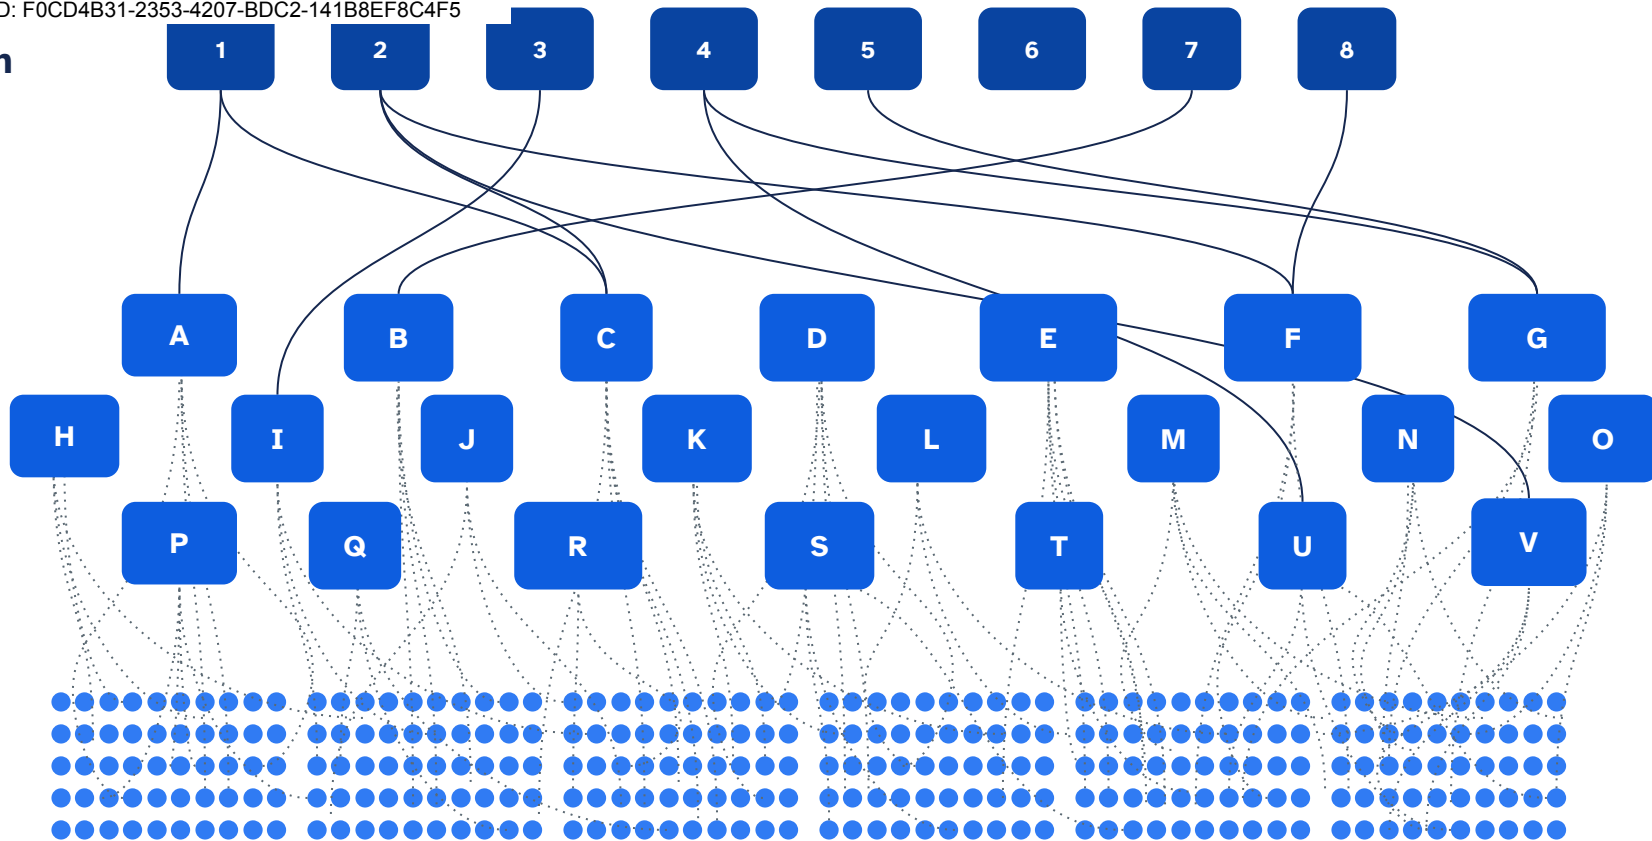 D: F0CD4B31-2353-4207-BDC2-141B8EF8C4F5
n
1 2 3 4 5 6 7 8
A B C D E F G
H I J K L M N O
P Q R S T U V